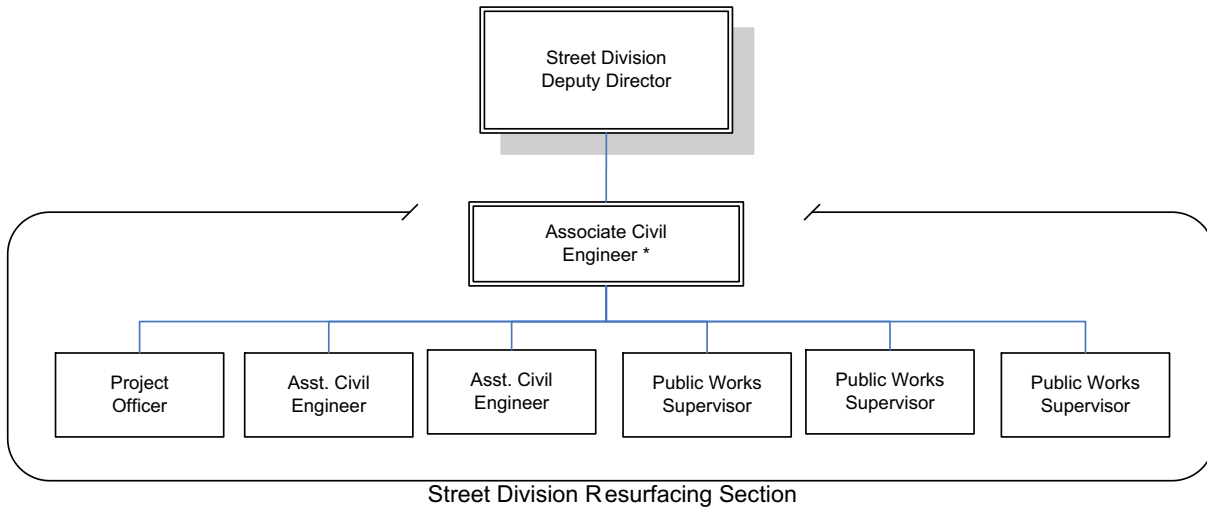 Street Division
Deputy Director
Associate Civil
Engineer *
Project
Officer
Asst. Civil
Engineer
Asst. Civil
Engineer
Public Works
Supervisor
Public Works
Supervisor
Public Works
Supervisor
Street Division Resurfacing Section